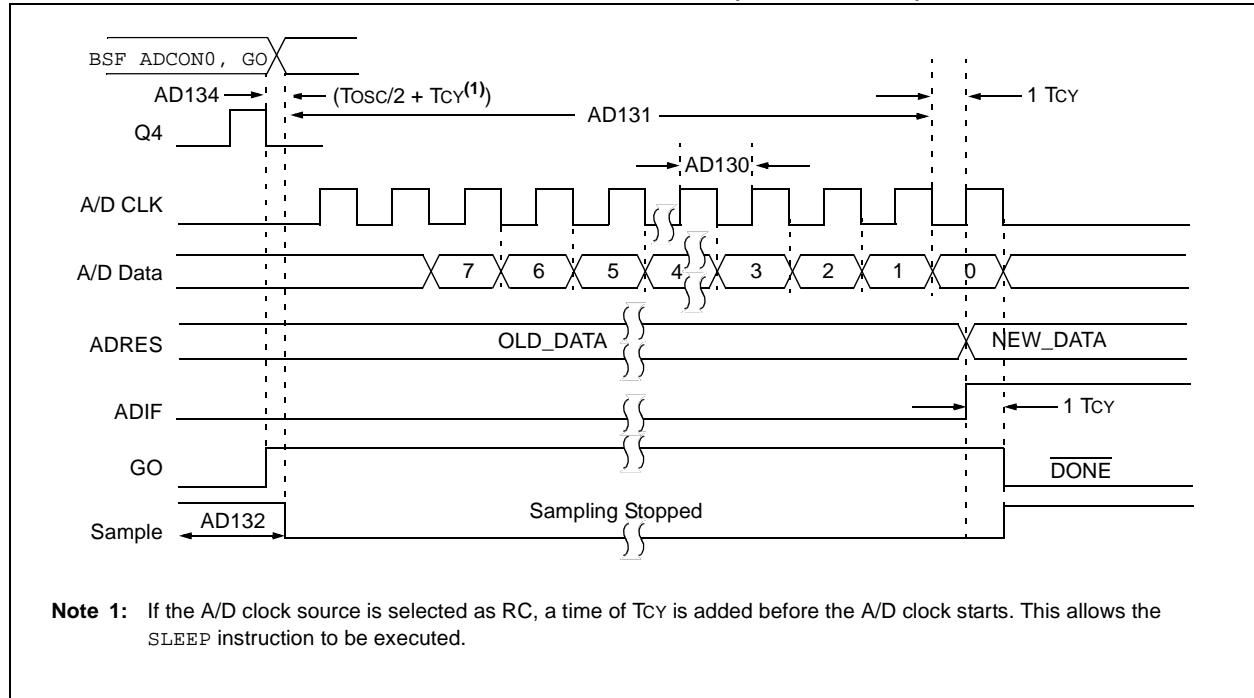 BSF ADCON0, GO
AD134 (TOSC/2 + TCY(1)) 1 TCY
AD131
Q4
AD130
A/D CLK
A/D Data 7 6 5 4 3 2 1 0
ADRES OLD_DATA NEW_DATA
ADIF 1 TCY
GO DONE
Sample AD132 Sampling Stopped
Note 1: If the A/D clock source is selected as RC, a time of TCY is added before the A/D clock starts. This allows the
SLEEP instruction to be executed.